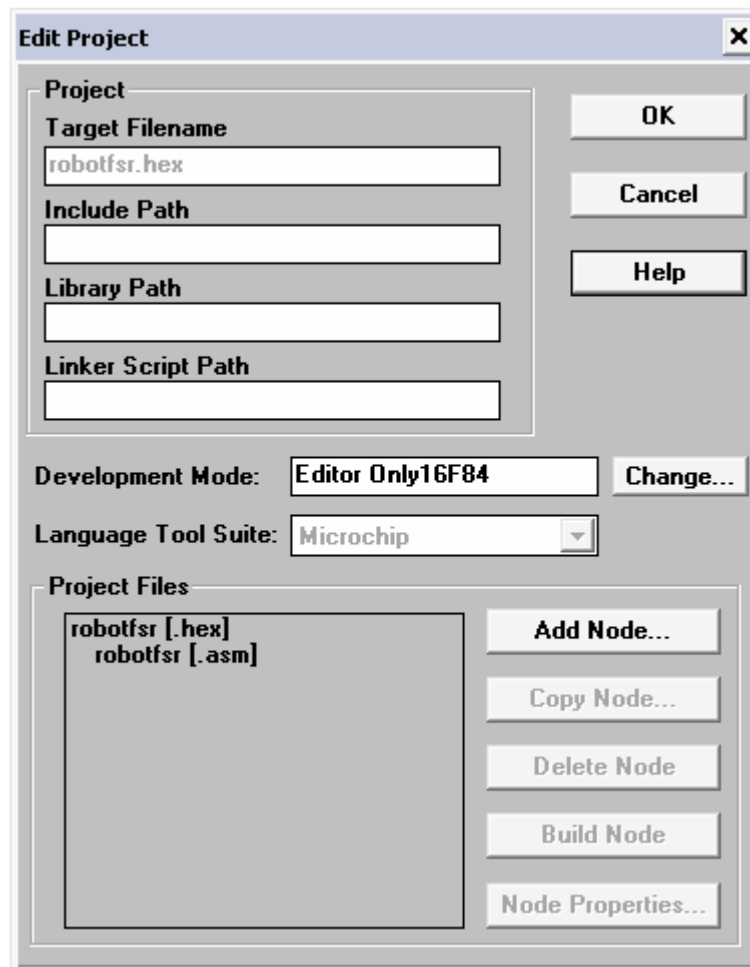 Edit Project
Project
Target Filename
robotfsr.hex
Include Path
Library Path
Linker Script Path
OK
Cancel
Help
Development Mode: Editor Only16F84 Change...
Language Tool Suite: Microchip
Project Files
robotfsr [.hex]
robotfsr [.asm]
Add Node...
Copy Node...
Delete Node
Build Node
Node Properties...